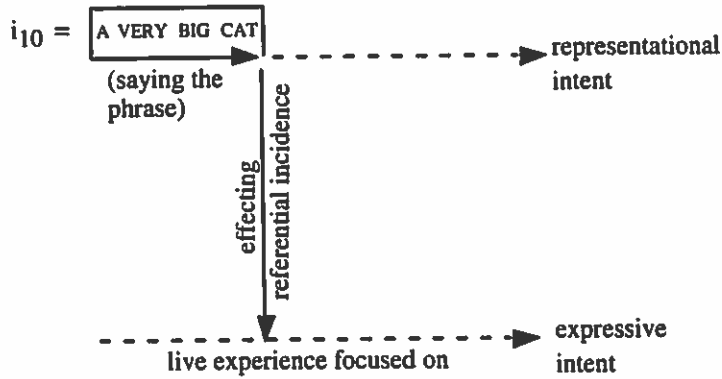 i10 = A VERY BIG CAT
(saying the
phrase)
representational
intent
effecting
referential incidence
live experience focused on
expressive
intent